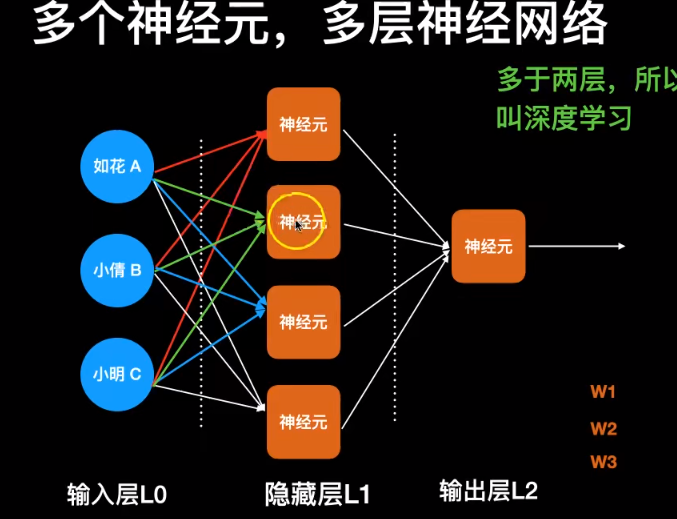 多个神经元，多层神经网络
多于两层，所以
叫深度学习
如花 A
小倩 B
小明 C
神经元
神经元
神经元
神经元
神经元
W1
W2
W3
输入层L0
隐藏层L1
输出层L2